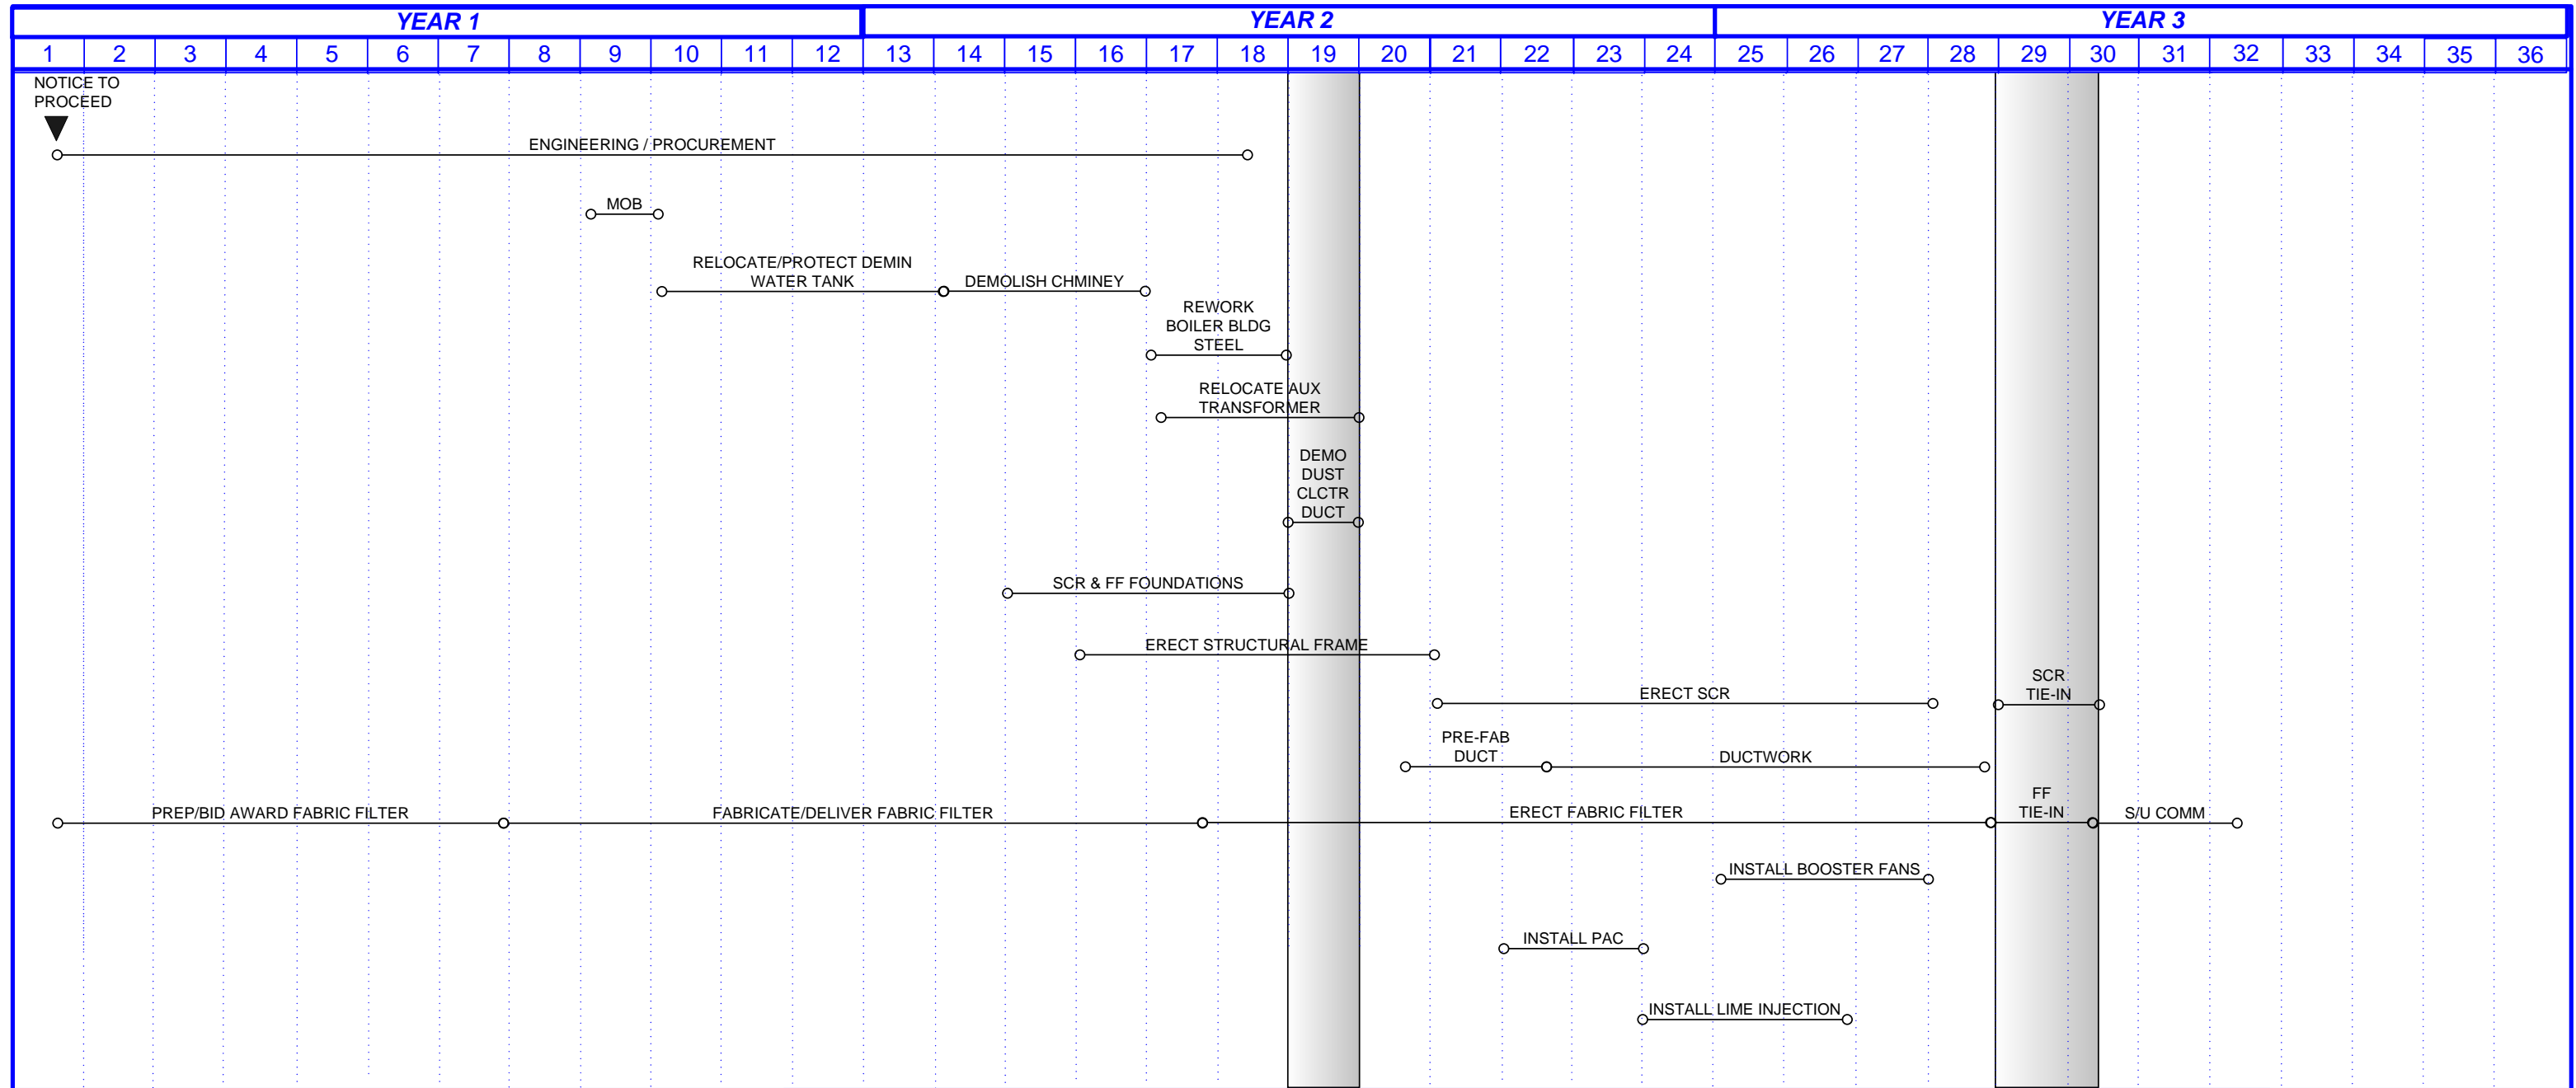 YEAR 1 YEAR 2 YEAR 3
1 2 3 4 5 6 7 8 9 10 11 12 13 14 15 16 17 18 19 20 21 22 23 24 25 26 27 28 29 30 31 32 33 34 35 36
NOTICE TO
PROCEED
ENGINEERING / PROCUREMENT
MOB
RELOCATE/PROTECT DEMIN
WATER TANK
DEMOLISH CHMINEY
REWORK
BOILER BLDG
STEEL
RELOCATE AUX
TRANSFORMER
DEMO
DUST
CLCTR
DUCT
SCR & FF FOUNDATIONS
ERECT STRUCTURAL FRAME
ERECT SCR
SCR
TIE-IN
PRE-FAB
DUCT
DUCTWORK
PREP/BID AWARD FABRIC FILTER
FABRICATE/DELIVER FABRIC FILTER
ERECT FABRIC FILTER
FF
TIE-IN
S/U COMM
INSTALL BOOSTER FANS
INSTALL PAC
INSTALL LIME INJECTION